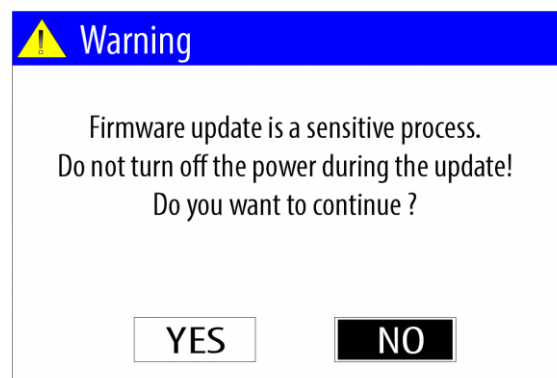 Warning
Firmware update is a sensitive process.
Do not turn off the power during the update!
Do you want to continue ?
YES NO